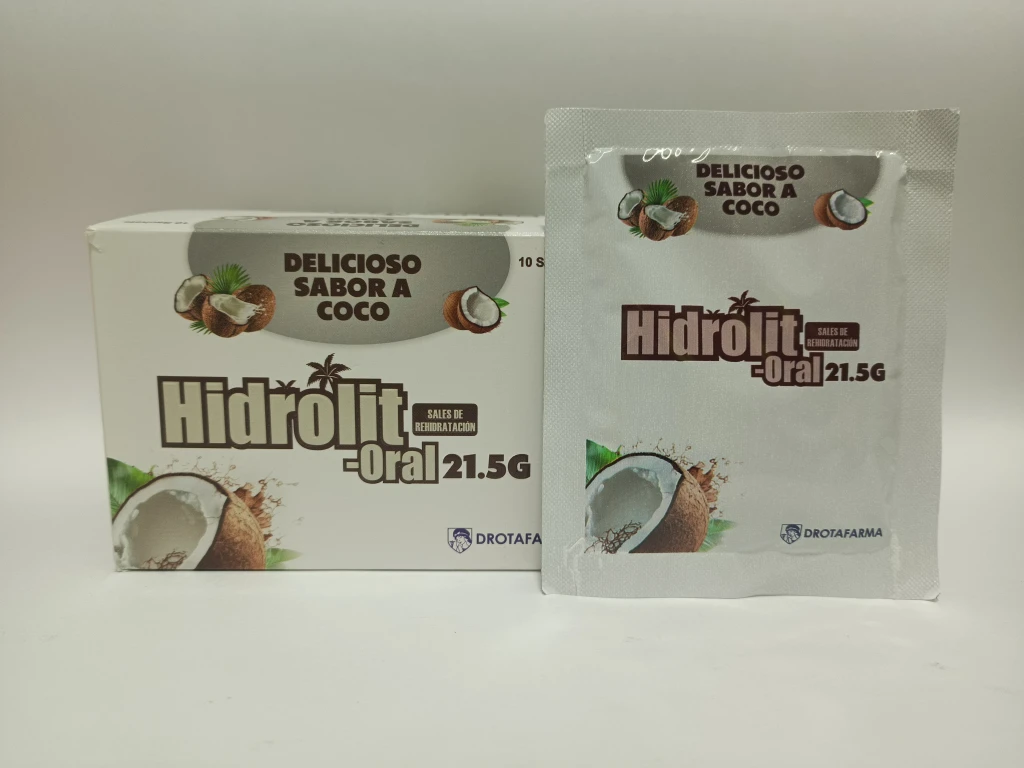 DELICIOSO
SABOR A
COCO
10 S
Hidrolit
-Oral
SALES DE
REHIDRATACIÓN
21.5G
DROTAFA
DELICIOSO
SABOR A
COCO
Hidrolit
-Oral
SALES DE
REHIDRATACIÓN
21.5G
DROTAFARMA